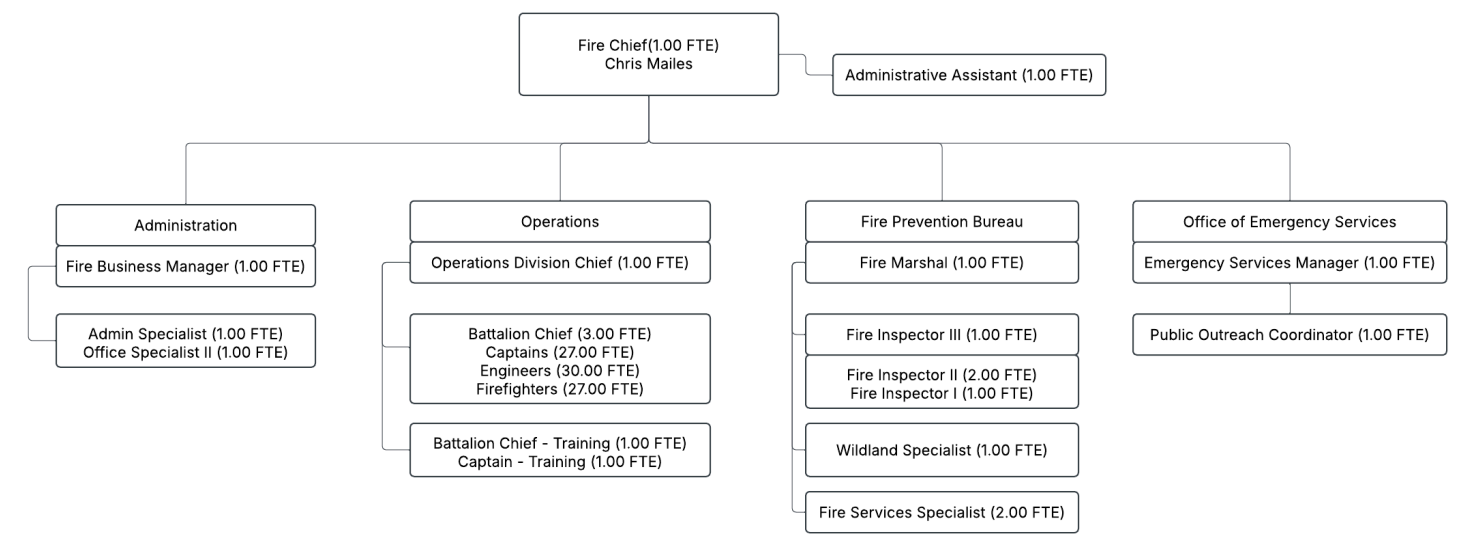 Fire Chief(1.00 FTE)
Chris Mailes
Administrative Assistant (1.00 FTE)
Administration
Fire Business Manager (1.00 FTE)
Admin Specialist (1.00 FTE)
Office Specialist II (1.00 FTE)
Operations
Operations Division Chief (1.00 FTE)
Battalion Chief (3.00 FTE)
Captains (27.00 FTE)
Engineers (30.00 FTE)
Firefighters (27.00 FTE)
Battalion Chief - Training (1.00 FTE)
Captain - Training (1.00 FTE)
Fire Prevention Bureau
Fire Marshal (1.00 FTE)
Fire Inspector III (1.00 FTE)
Fire Inspector II (2.00 FTE)
Fire Inspector I (1.00 FTE)
Wildland Specialist (1.00 FTE)
Fire Services Specialist (2.00 FTE)
Office of Emergency Services
Emergency Services Manager (1.00 FTE)
Public Outreach Coordinator (1.00 FTE)